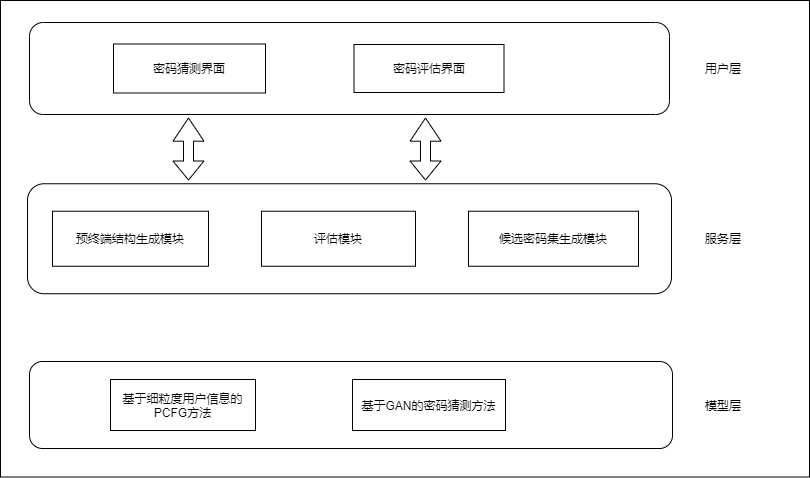 密码猜测界面
密码评估界面
用户层
预终端结构生成模块
评估模块
候选密码集生成模块
服务层
基于细粒度用户信息的
PCFG方法
基于GAN的密码猜测方法
模型层